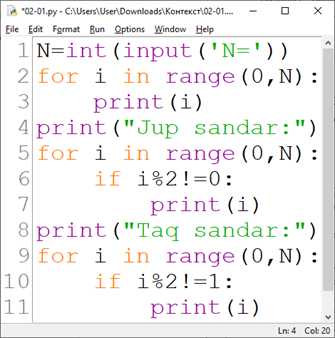 *02-01.py - C:\Users\User\Downloads\Контекст\02-01....
File Edit Format Run Options Window Help
1 N=int(input('N='))
2 for i in range(0,N):
3     print(i)
4 print("Jup sandar:")
5 for i in range(0,N):
6     if i%2!=0:
7         print(i)
8 print("Taq sandar:")
9 for i in range(0,N):
10     if i%2!=1:
11         print(i)
Ln: 4 Col: 20